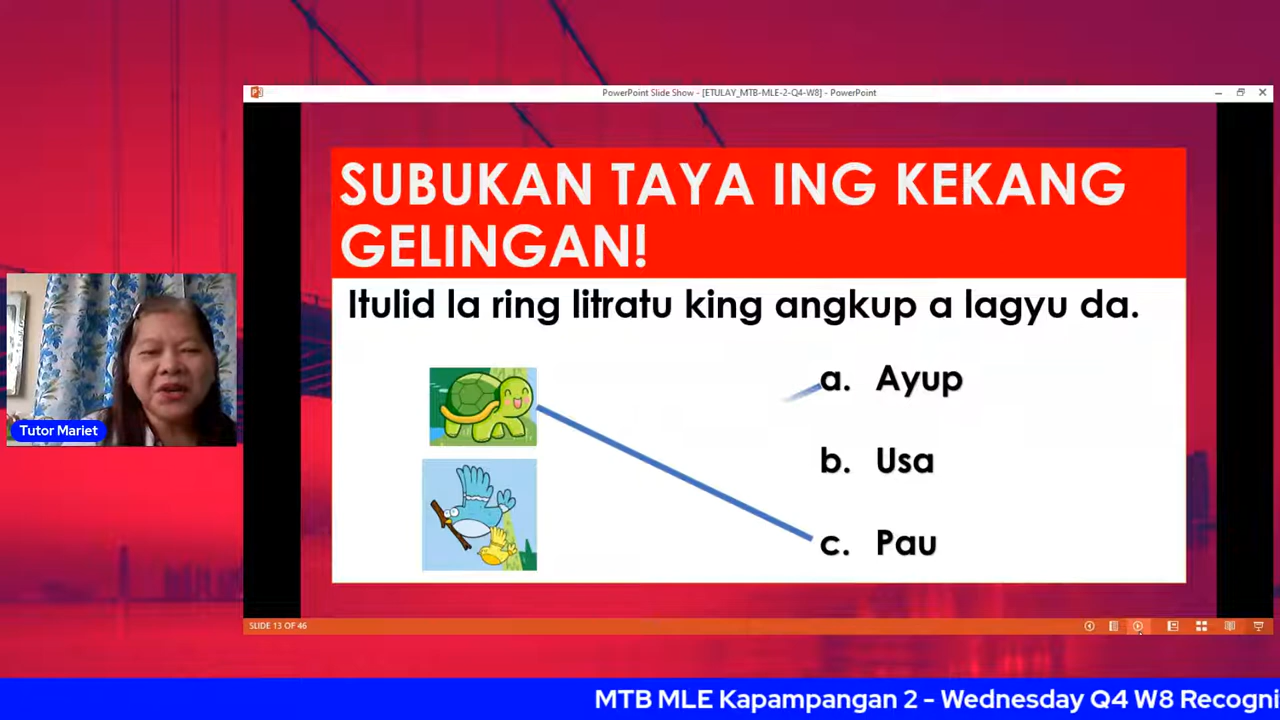 PowerPoint Slide Show - [ETULAY_MTB-MLE-2-Q4-W8] - PowerPoint
SUBUKAN TAYA ING KEKANG
GELINGAN!
Itulid la ring litratu king angkup a lagyu da.
a. Ayup
b. Usa
c. Pau
Tutor Mariet
SLIDE 13 OF 46
MTB MLE Kapampangan 2 - Wednesday Q4 W8 Recogni